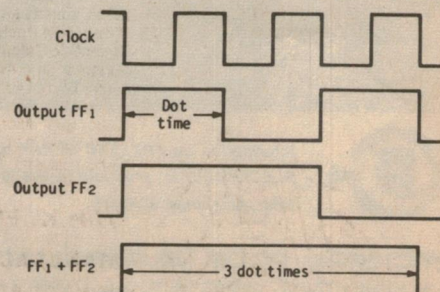 Clock
Output FF1
Dot
time
Output FF2
FF1 + FF2
3 dot times